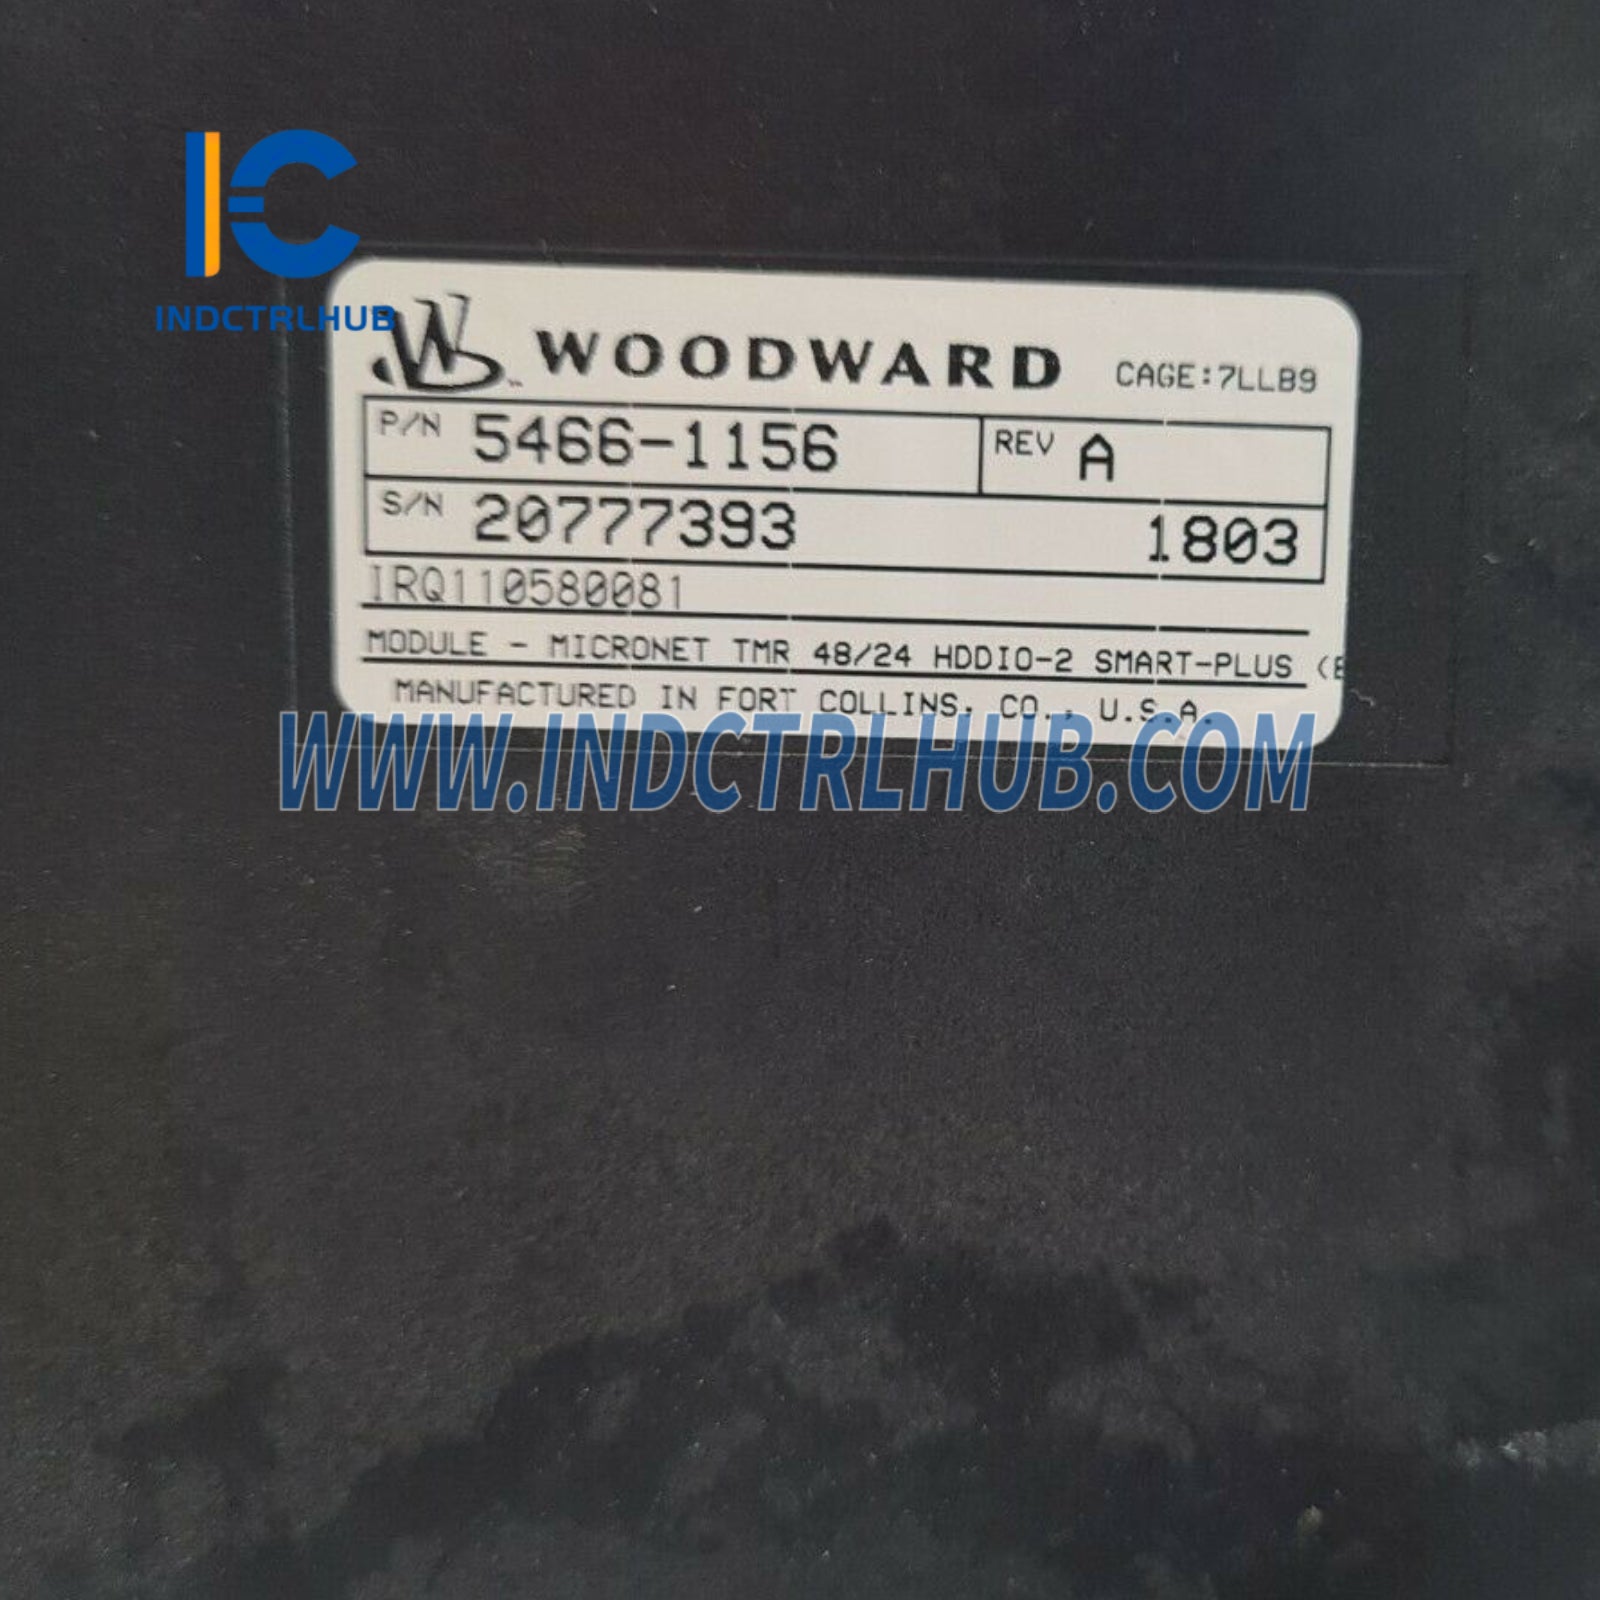 INDCTRLHUB
WOODWARD CAGE:7LLB9
P/N 5466-1156 REV A
S/N 20777393 1803
IRQ110580081
MODULE - MICRONET TMR 48/24 HDDIO-2 SMART-PLUS (
MANUFACTURED IN FORT COLLINS, CO., U.S.A.
WWW.INDCTRLHUB.COM